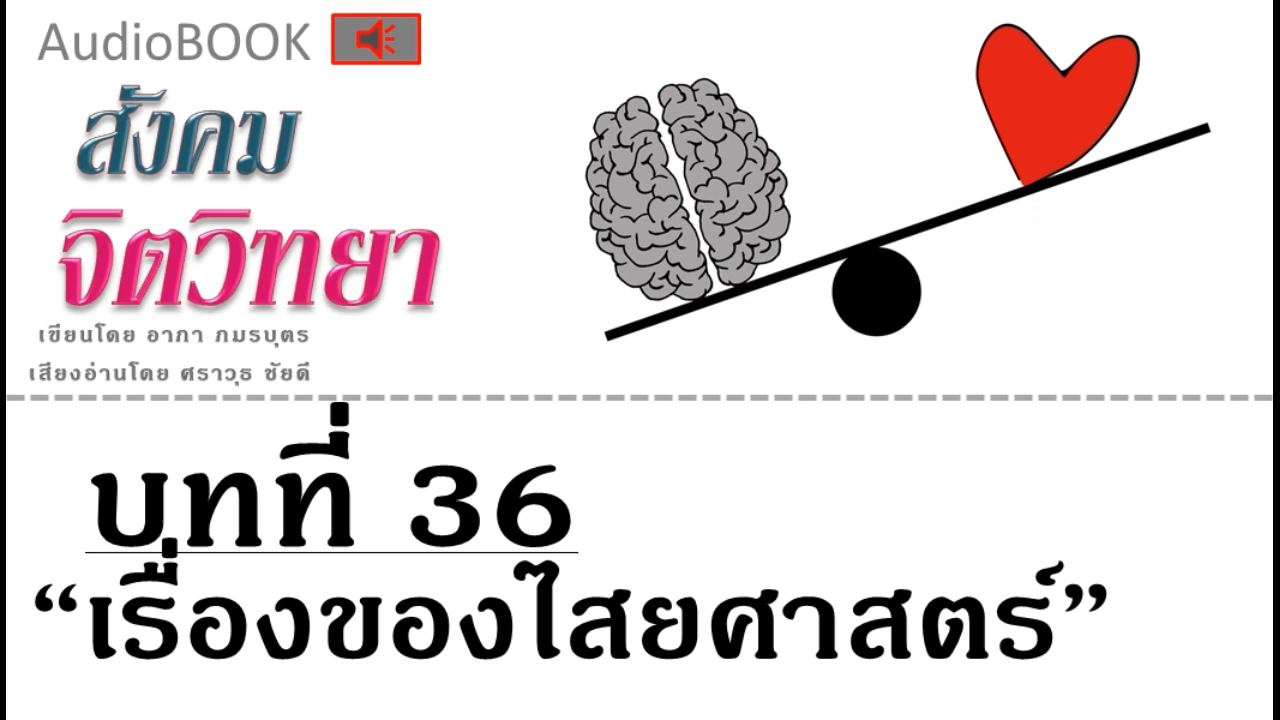 AudioBOOK
สังคม
จิตวิทยา
เขียนโดย อาภา ภมรบุตร
เสียงอ่านโดย ศราวุธ ชัยดี
บทที่ 36
“เรื่องของไสยศาสตร์”